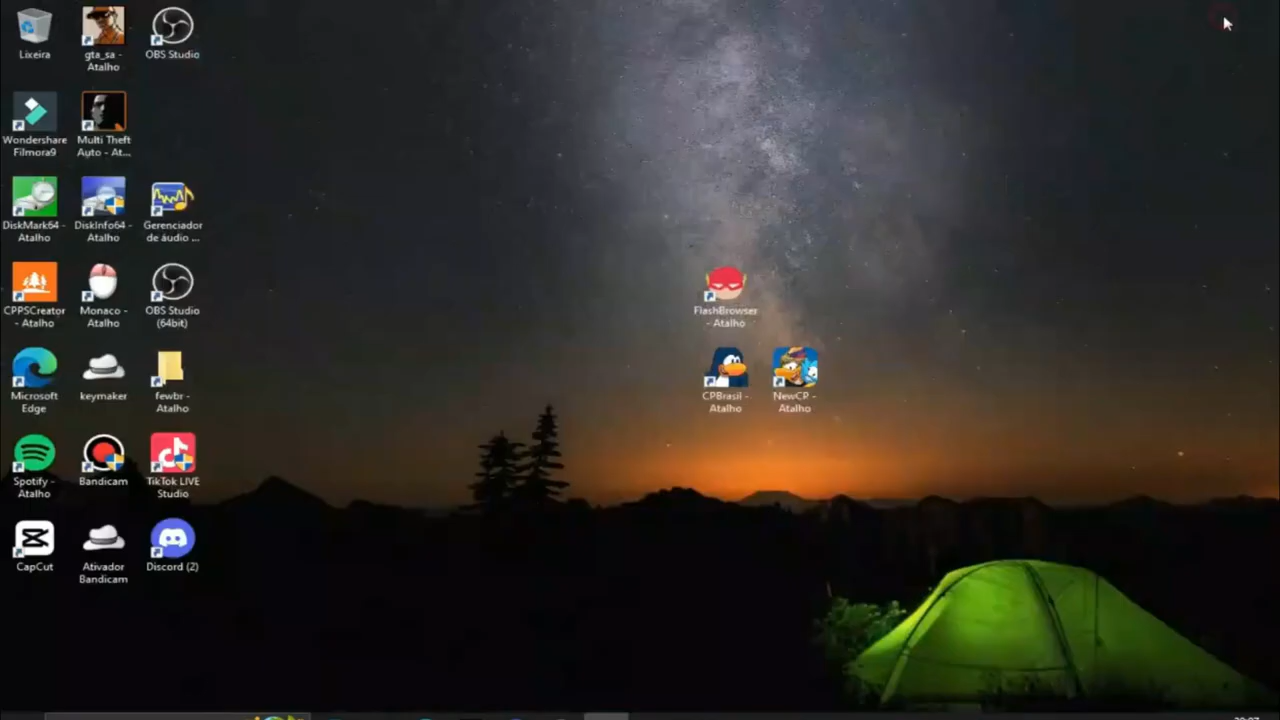 Lixeira
gta_sa -
Atalho
OBS Studio
Wondershare
Filmora9
Multi Theft
Auto - At...
DiskMark64 -
Atalho
DiskInfo64 -
Atalho
Gerenciador
de áudio ...
CPPSCreator
- Atalho
Monaco -
Atalho
OBS Studio
(64bit)
FlashBrowser
- Atalho
Microsoft
Edge
keymaker
fewbr -
Atalho
CPBrasil -
Atalho
NewCP -
Atalho
Spotify -
Atalho
Bandicam
TikTok LIVE
Studio
CapCut
Ativador
Bandicam
Discord (2)